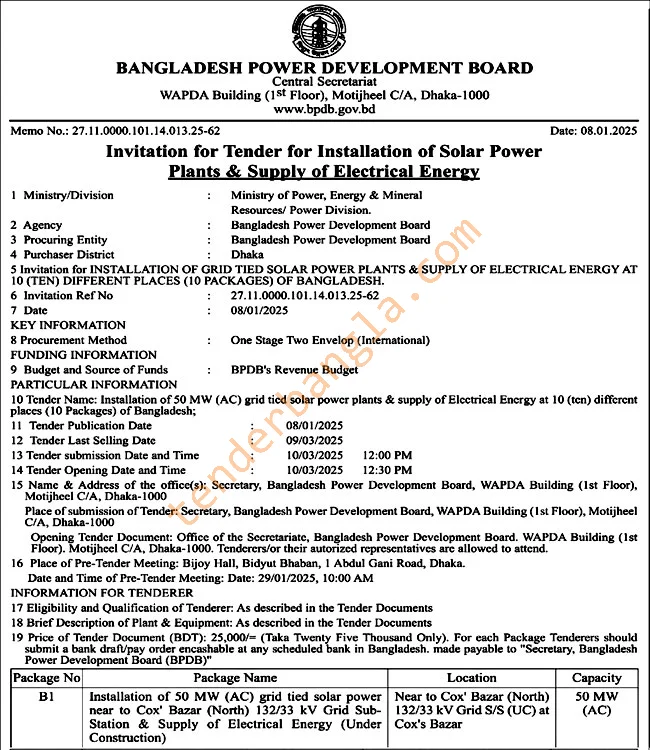 BANGLADESH POWER DEVELOPMENT BOARD
Central Secretariat
WAPDA Building (1st Floor), Motijheel C/A, Dhaka-1000
www.bpdb.gov.bd
Memo No.: 27.11.0000.101.14.013.25-62 Date: 08.01.2025
Invitation for Tender for Installation of Solar Power
Plants & Supply of Electrical Energy
1 Ministry/Division : Ministry of Power, Energy & Mineral
Resources/ Power Division.
2 Agency : Bangladesh Power Development Board
3 Procuring Entity : Bangladesh Power Development Board
4 Purchaser District : Dhaka
5 Invitation for INSTALLATION OF GRID TIED SOLAR POWER PLANTS & SUPPLY OF ELECTRICAL ENERGY AT
10 (TEN) DIFFERENT PLACES (10 PACKAGES) OF BANGLADESH.
6 Invitation Ref No : 27.11.0000.101.14.013.25-62
7 Date : 08/01/2025
KEY INFORMATION
8 Procurement Method : One Stage Two Envelop (International)
FUNDING INFORMATION
9 Budget and Source of Funds : BPDB's Revenue Budget
PARTICULAR INFORMATION
10 Tender Name: Installation of 50 MW (AC) grid tied solar power plants & supply of Electrical Energy at 10 (ten) different
places (10 Packages) of Bangladesh;
11 Tender Publication Date : 08/01/2025
12 Tender Last Selling Date : 09/03/2025
13 Tender submission Date and Time : 10/03/2025 12:00 PM
14 Tender Opening Date and Time : 10/03/2025 12:30 PM
15 Name & Address of the office(s): Secretary, Bangladesh Power Development Board, WAPDA Building (1st Floor),
Motijheel C/A, Dhaka-1000
Place of submission of Tender: Secretary, Bangladesh Power Development Board, WAPDA Building (1st Floor), Motijheel
C/A, Dhaka-1000
Opening Tender Document: Office of the Secretariate, Bangladesh Power Development Board. WAPDA Building (1st
Floor). Motijheel C/A, Dhaka-1000. Tenderers/or their autorized representatives are allowed to attend.
16 Place of Pre-Tender Meeting: Bijoy Hall, Bidyut Bhaban, 1 Abdul Gani Road, Dhaka.
Date and Time of Pre-Tender Meeting: Date: 29/01/2025, 10:00 AM
INFORMATION FOR TENDERER
17 Eligibility and Qualification of Tenderer: As described in the Tender Documents
18 Brief Description of Plant & Equipment: As described in the Tender Documents
19 Price of Tender Document (BDT): 25,000/= (Taka Twenty Five Thousand Only). For each Package Tenderers should
submit a bank draft/pay order encashable at any scheduled bank in Bangladesh. made payable to "Secretary, Bangladesh
Power Development Board (BPDB)"
Package No Package Name Location Capacity
B1 Installation of 50 MW (AC) grid tied solar power Near to Cox' Bazar (North) 50 MW
near to Cox' Bazar (North) 132/33 kV Grid Sub- 132/33 kV Grid S/S (UC) at (AC)
Station & Supply of Electrical Energy (Under Cox's Bazar
Construction)
tenderbangla.com